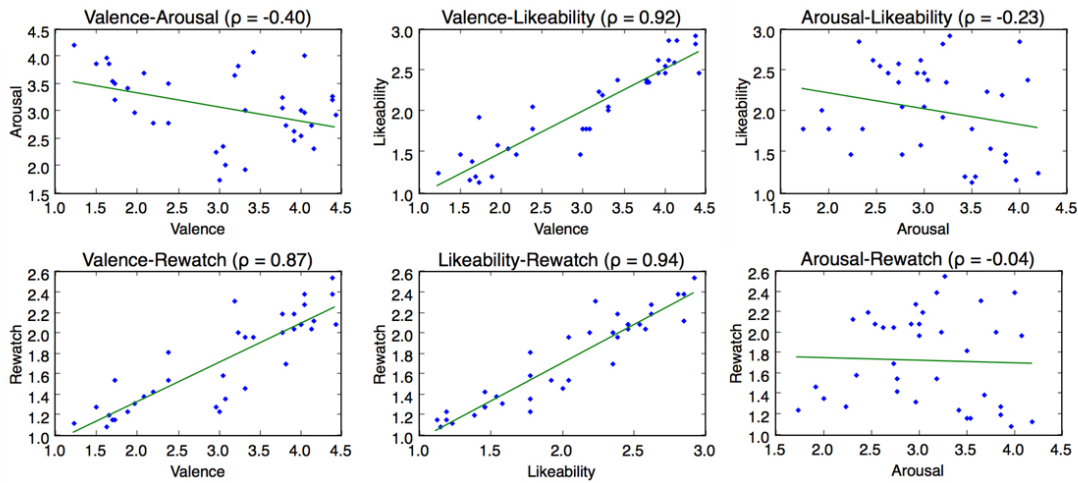 Valence-Arousal (ρ = -0.40)
4.5
4.0
3.5
3.0
2.5
2.0
1.5
Arousal
1.0 1.5 2.0 2.5 3.0 3.5 4.0 4.5
Valence
Valence-Likeability (ρ = 0.92)
3.0
2.5
2.0
1.5
1.0
Likeability
1.0 1.5 2.0 2.5 3.0 3.5 4.0 4.5
Valence
Arousal-Likeability (ρ = -0.23)
3.0
2.5
2.0
1.5
1.0
Likeability
1.5 2.0 2.5 3.0 3.5 4.0 4.5
Arousal
Valence-Rewatch (ρ = 0.87)
2.6
2.4
2.2
2.0
1.8
1.6
1.4
1.2
1.0
Rewatch
1.0 1.5 2.0 2.5 3.0 3.5 4.0 4.5
Valence
Likeability-Rewatch (ρ = 0.94)
2.6
2.4
2.2
2.0
1.8
1.6
1.4
1.2
1.0
Rewatch
1.0 1.5 2.0 2.5 3.0
Likeability
Arousal-Rewatch (ρ = -0.04)
2.6
2.4
2.2
2.0
1.8
1.6
1.4
1.2
1.0
Rewatch
1.5 2.0 2.5 3.0 3.5 4.0 4.5
Arousal